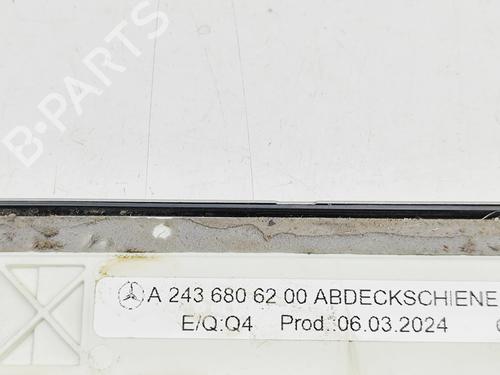 B-PARTS
A 243 680 62 00 ABDECKSCHIENE
E/Q:Q4 Prod.:06.03.2024